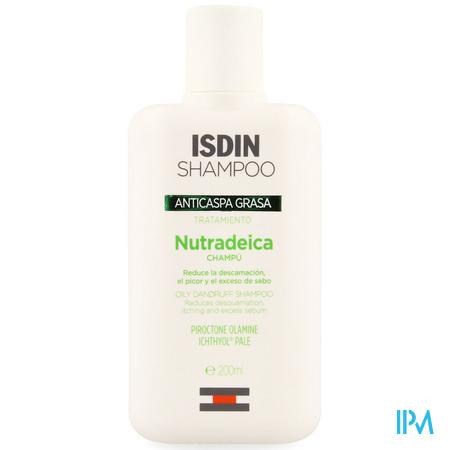 ISDIN
SHAMPOO
ANTICASPA GRASA
TRATAMIENTO
Nutradeica
CHAMPÚ
Reduce la descamación,
el picor y el exceso de sebo
OILY DANDRUFF SHAMPOO
Reduces desquamation,
itching and excess sebum
PIROCTONE OLAMINE
ICHTHYOL® PALE
℮ 200ml
IPM